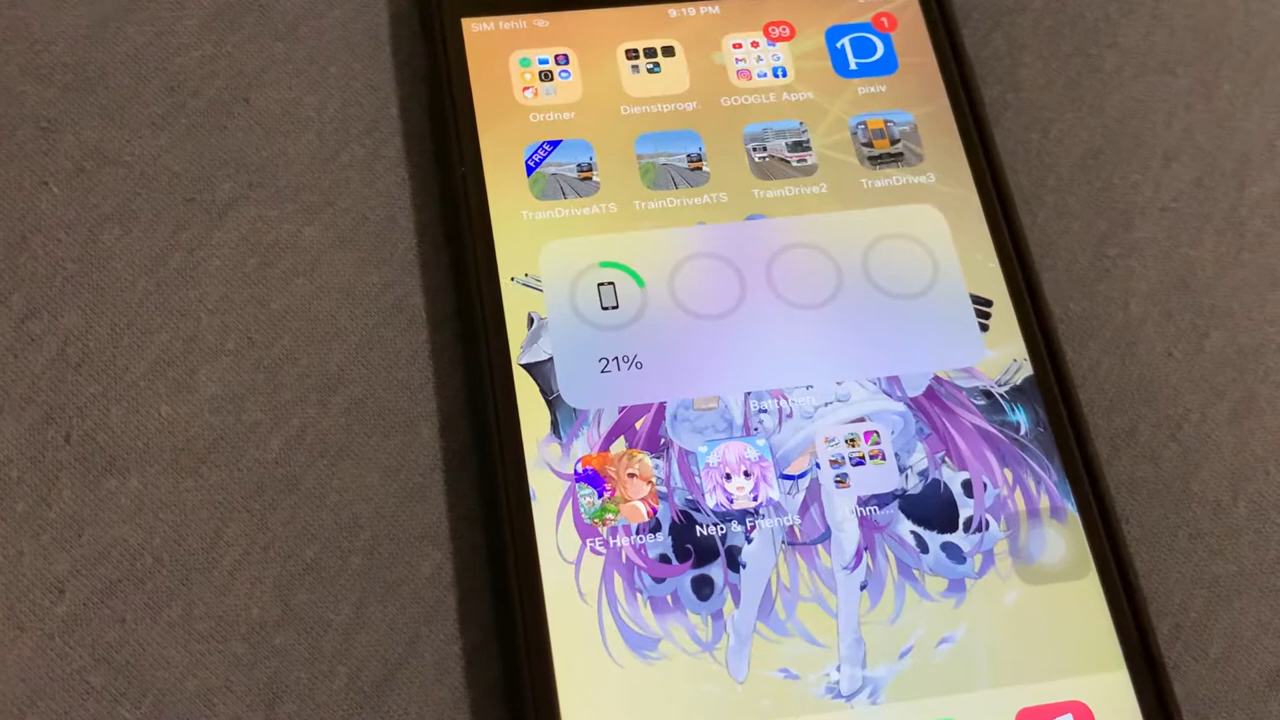 SIM fehlt
9:19 PM
99
1
Ordner
Dienstprogr.
GOOGLE Apps
pixiv
FREE
TrainDriveATS
TrainDriveATS
TrainDrive2
TrainDrive3
21%
Batterien
FE Heroes
Nep & Friends
Uhm...